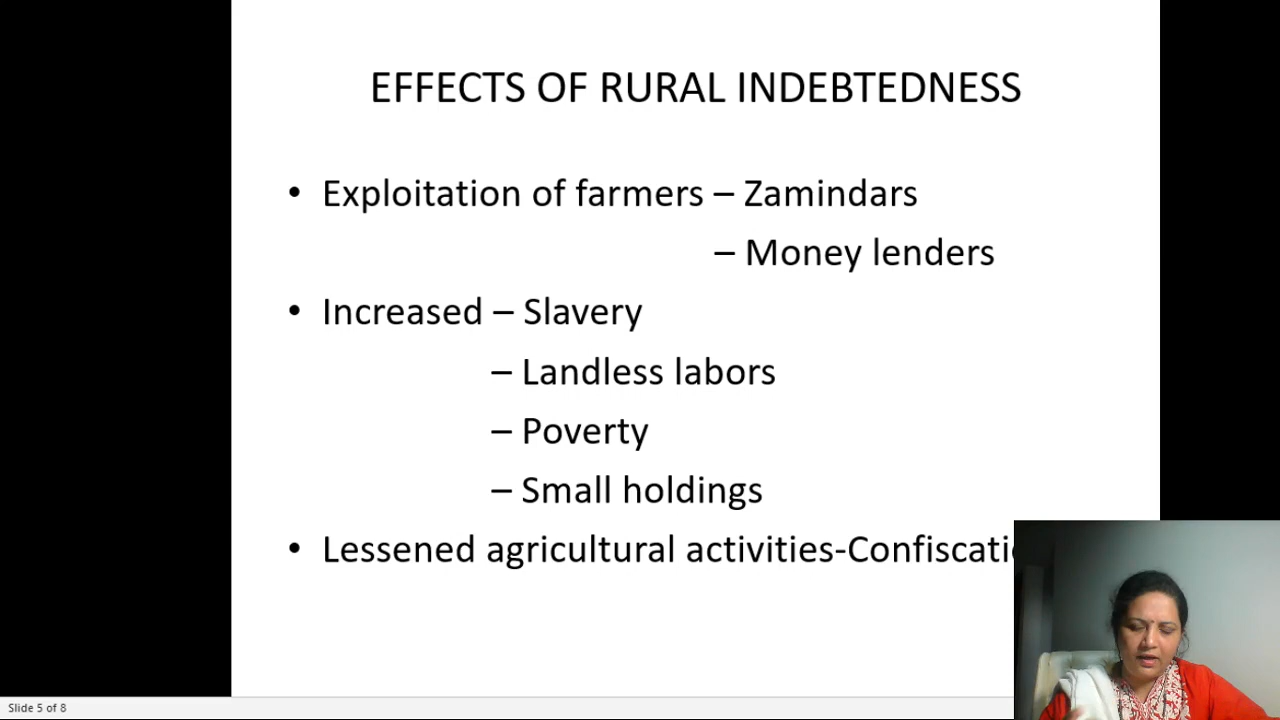 EFFECTS OF RURAL INDEBTEDNESS
• Exploitation of farmers – Zamindars
– Money lenders
• Increased – Slavery
– Landless labors
– Poverty
– Small holdings
• Lessened agricultural activities-Confiscati
Slide 5 of 8